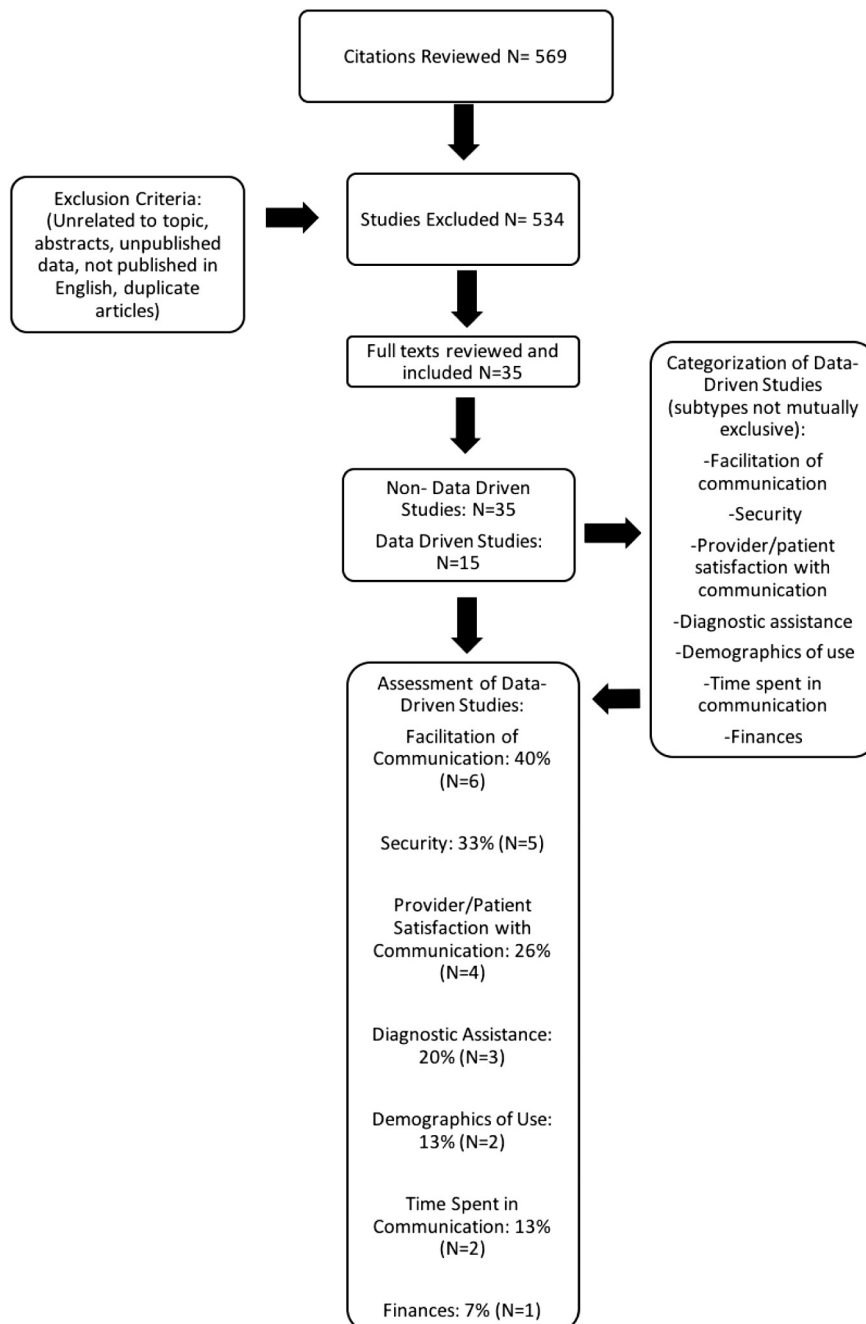 Citations Reviewed N= 569
Exclusion Criteria:
(Unrelated to topic,
abstracts, unpublished
data, not published in
English, duplicate
articles)
Studies Excluded N= 534
Full texts reviewed and
included N=35
Non- Data Driven
Studies: N=35
Data Driven Studies:
N=15
Categorization of Data-
Driven Studies
(subtypes not mutually
exclusive):
-Facilitation of
communication
-Security
-Provider/patient
satisfaction with
communication
-Diagnostic assistance
-Demographics of use
-Time spent in
communication
-Finances
Assessment of Data-
Driven Studies:
Facilitation of
Communication: 40%
(N=6)
Security: 33% (N=5)
Provider/Patient
Satisfaction with
Communication: 26%
(N=4)
Diagnostic Assistance:
20% (N=3)
Demographics of Use:
13% (N=2)
Time Spent in
Communication: 13%
(N=2)
Finances: 7% (N=1)